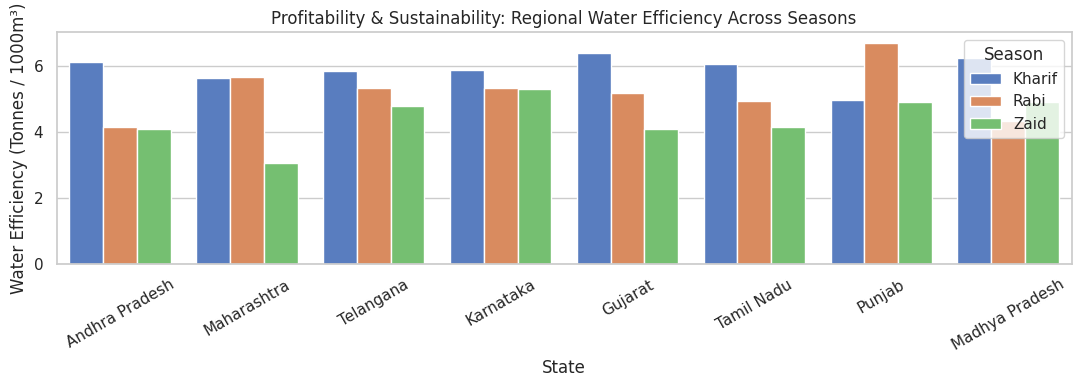 Profitability & Sustainability: Regional Water Efficiency Across Seasons
Water Efficiency (Tonnes / 1000m³)
6
4
2
0
Season
Kharif
Rabi
Zaid
Andhra Pradesh
Maharashtra
Telangana
Karnataka
Gujarat
Tamil Nadu
Punjab
Madhya Pradesh
State